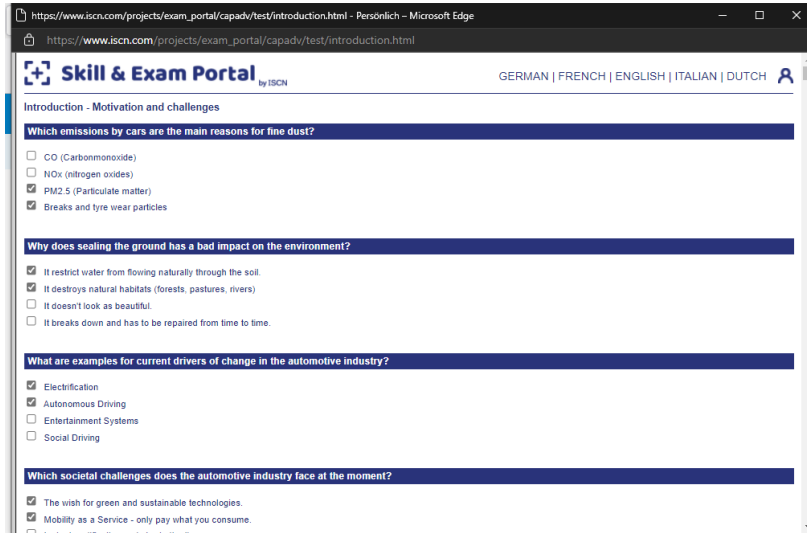 https://www.iscn.com/projects/exam_portal/capadv/test/introduction.html - Persönlich – Microsoft Edge
https://www.iscn.com/projects/exam_portal/capadv/test/introduction.html
[+] Skill & Exam Portal by ISCN
GERMAN | FRENCH | ENGLISH | ITALIAN | DUTCH
Introduction - Motivation and challenges
Which emissions by cars are the main reasons for fine dust?
CO (Carbonmonoxide)
NOx (nitrogen oxides)
PM2.5 (Particulate matter)
Breaks and tyre wear particles
Why does sealing the ground has a bad impact on the environment?
It restrict water from flowing naturally through the soil.
It destroys natural habitats (forests, pastures, rivers)
It doesn't look as beautiful.
It breaks down and has to be repaired from time to time.
What are examples for current drivers of change in the automotive industry?
Electrification
Autonomous Driving
Entertainment Systems
Social Driving
Which societal challenges does the automotive industry face at the moment?
The wish for green and sustainable technologies.
Mobility as a Service - only pay what you consume.